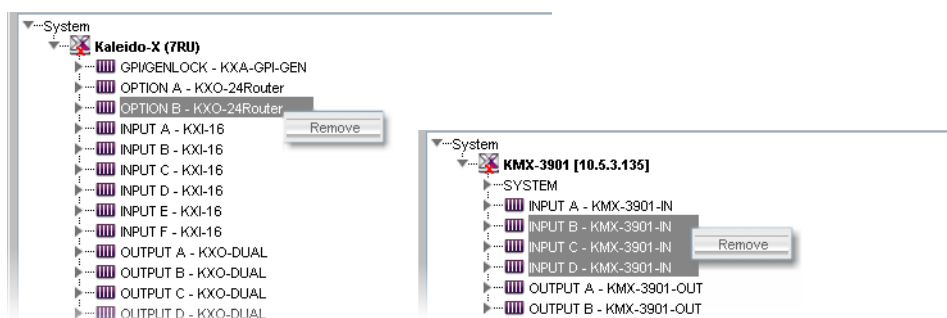 System
Kaleido-X (7RU)
GPI/GENLOCK - KXA-GPI-GEN
OPTION A - KXO-24Router
OPTION B - KXO-24Router
Remove
INPUT A - KXI-16
INPUT B - KXI-16
INPUT C - KXI-16
INPUT D - KXI-16
INPUT E - KXI-16
INPUT F - KXI-16
OUTPUT A - KXO-DUAL
OUTPUT B - KXO-DUAL
OUTPUT C - KXO-DUAL
OUTPUT D - KXO-DUAL
System
KMX-3901 [10.5.3.135]
SYSTEM
INPUT A - KMX-3901-IN
INPUT B - KMX-3901-IN
INPUT C - KMX-3901-IN
Remove
INPUT D - KMX-3901-IN
OUTPUT A - KMX-3901-OUT
OUTPUT B - KMX-3901-OUT